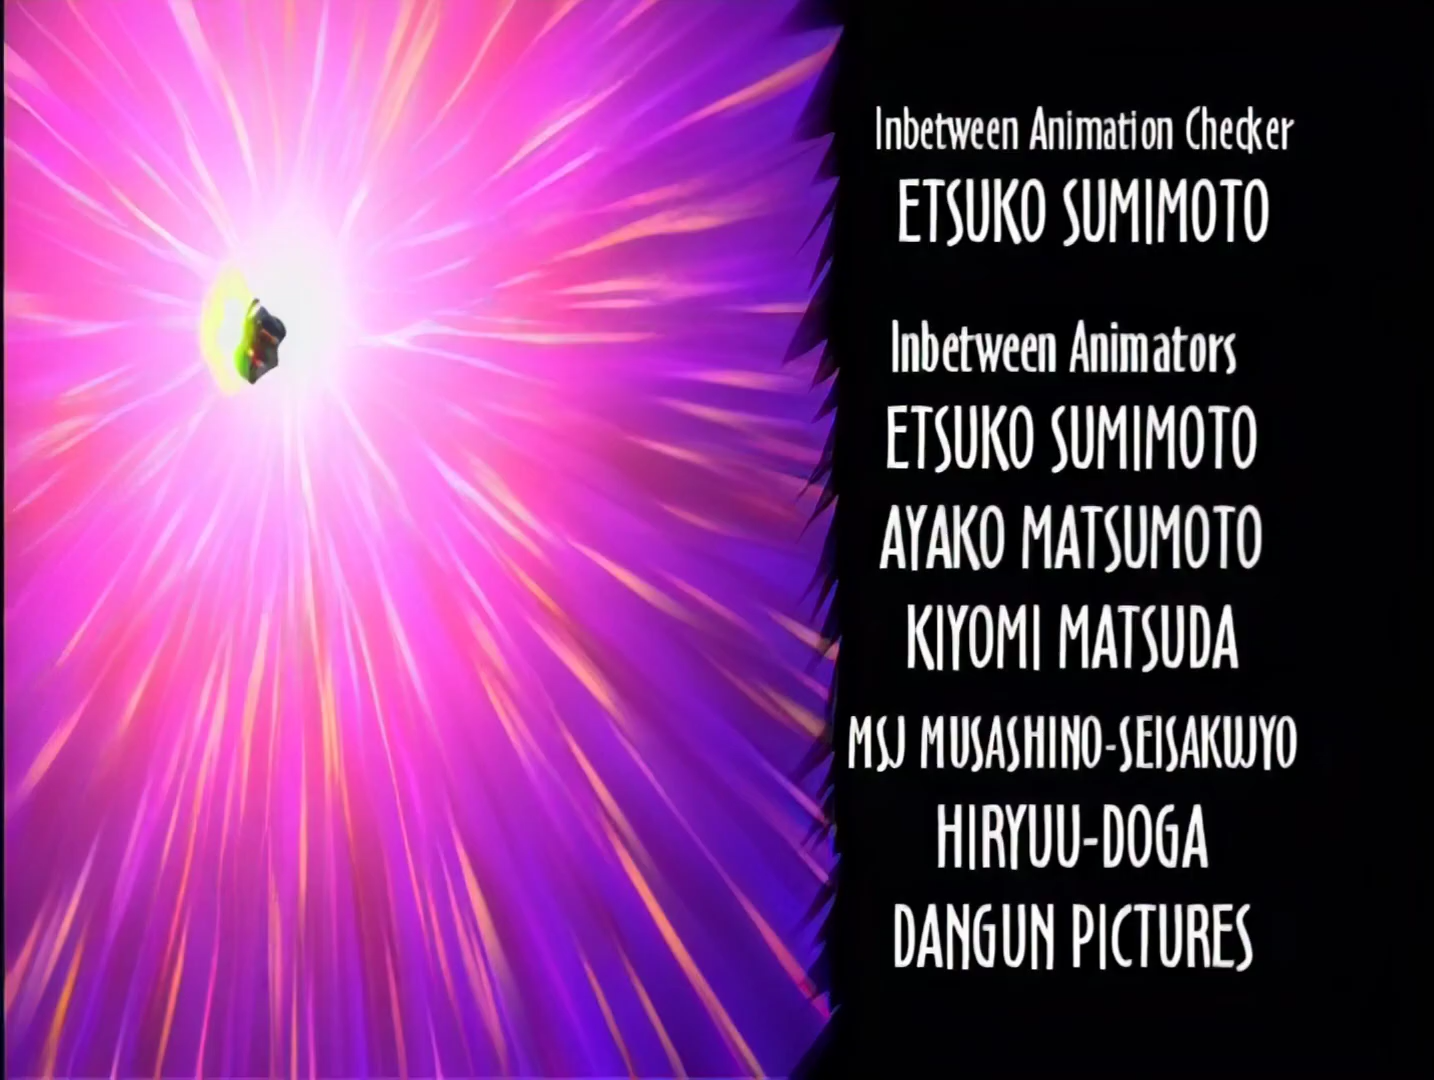 Inbetween Animation Checker
ETSUKO SUMIMOTO
Inbetween Animators
ETSUKO SUMIMOTO
AYAKO MATSUMOTO
KIYOMI MATSUDA
MSJ MUSASHINO-SEISAKUJYO
HIRYUU-DOGA
DANGUN PICTURES